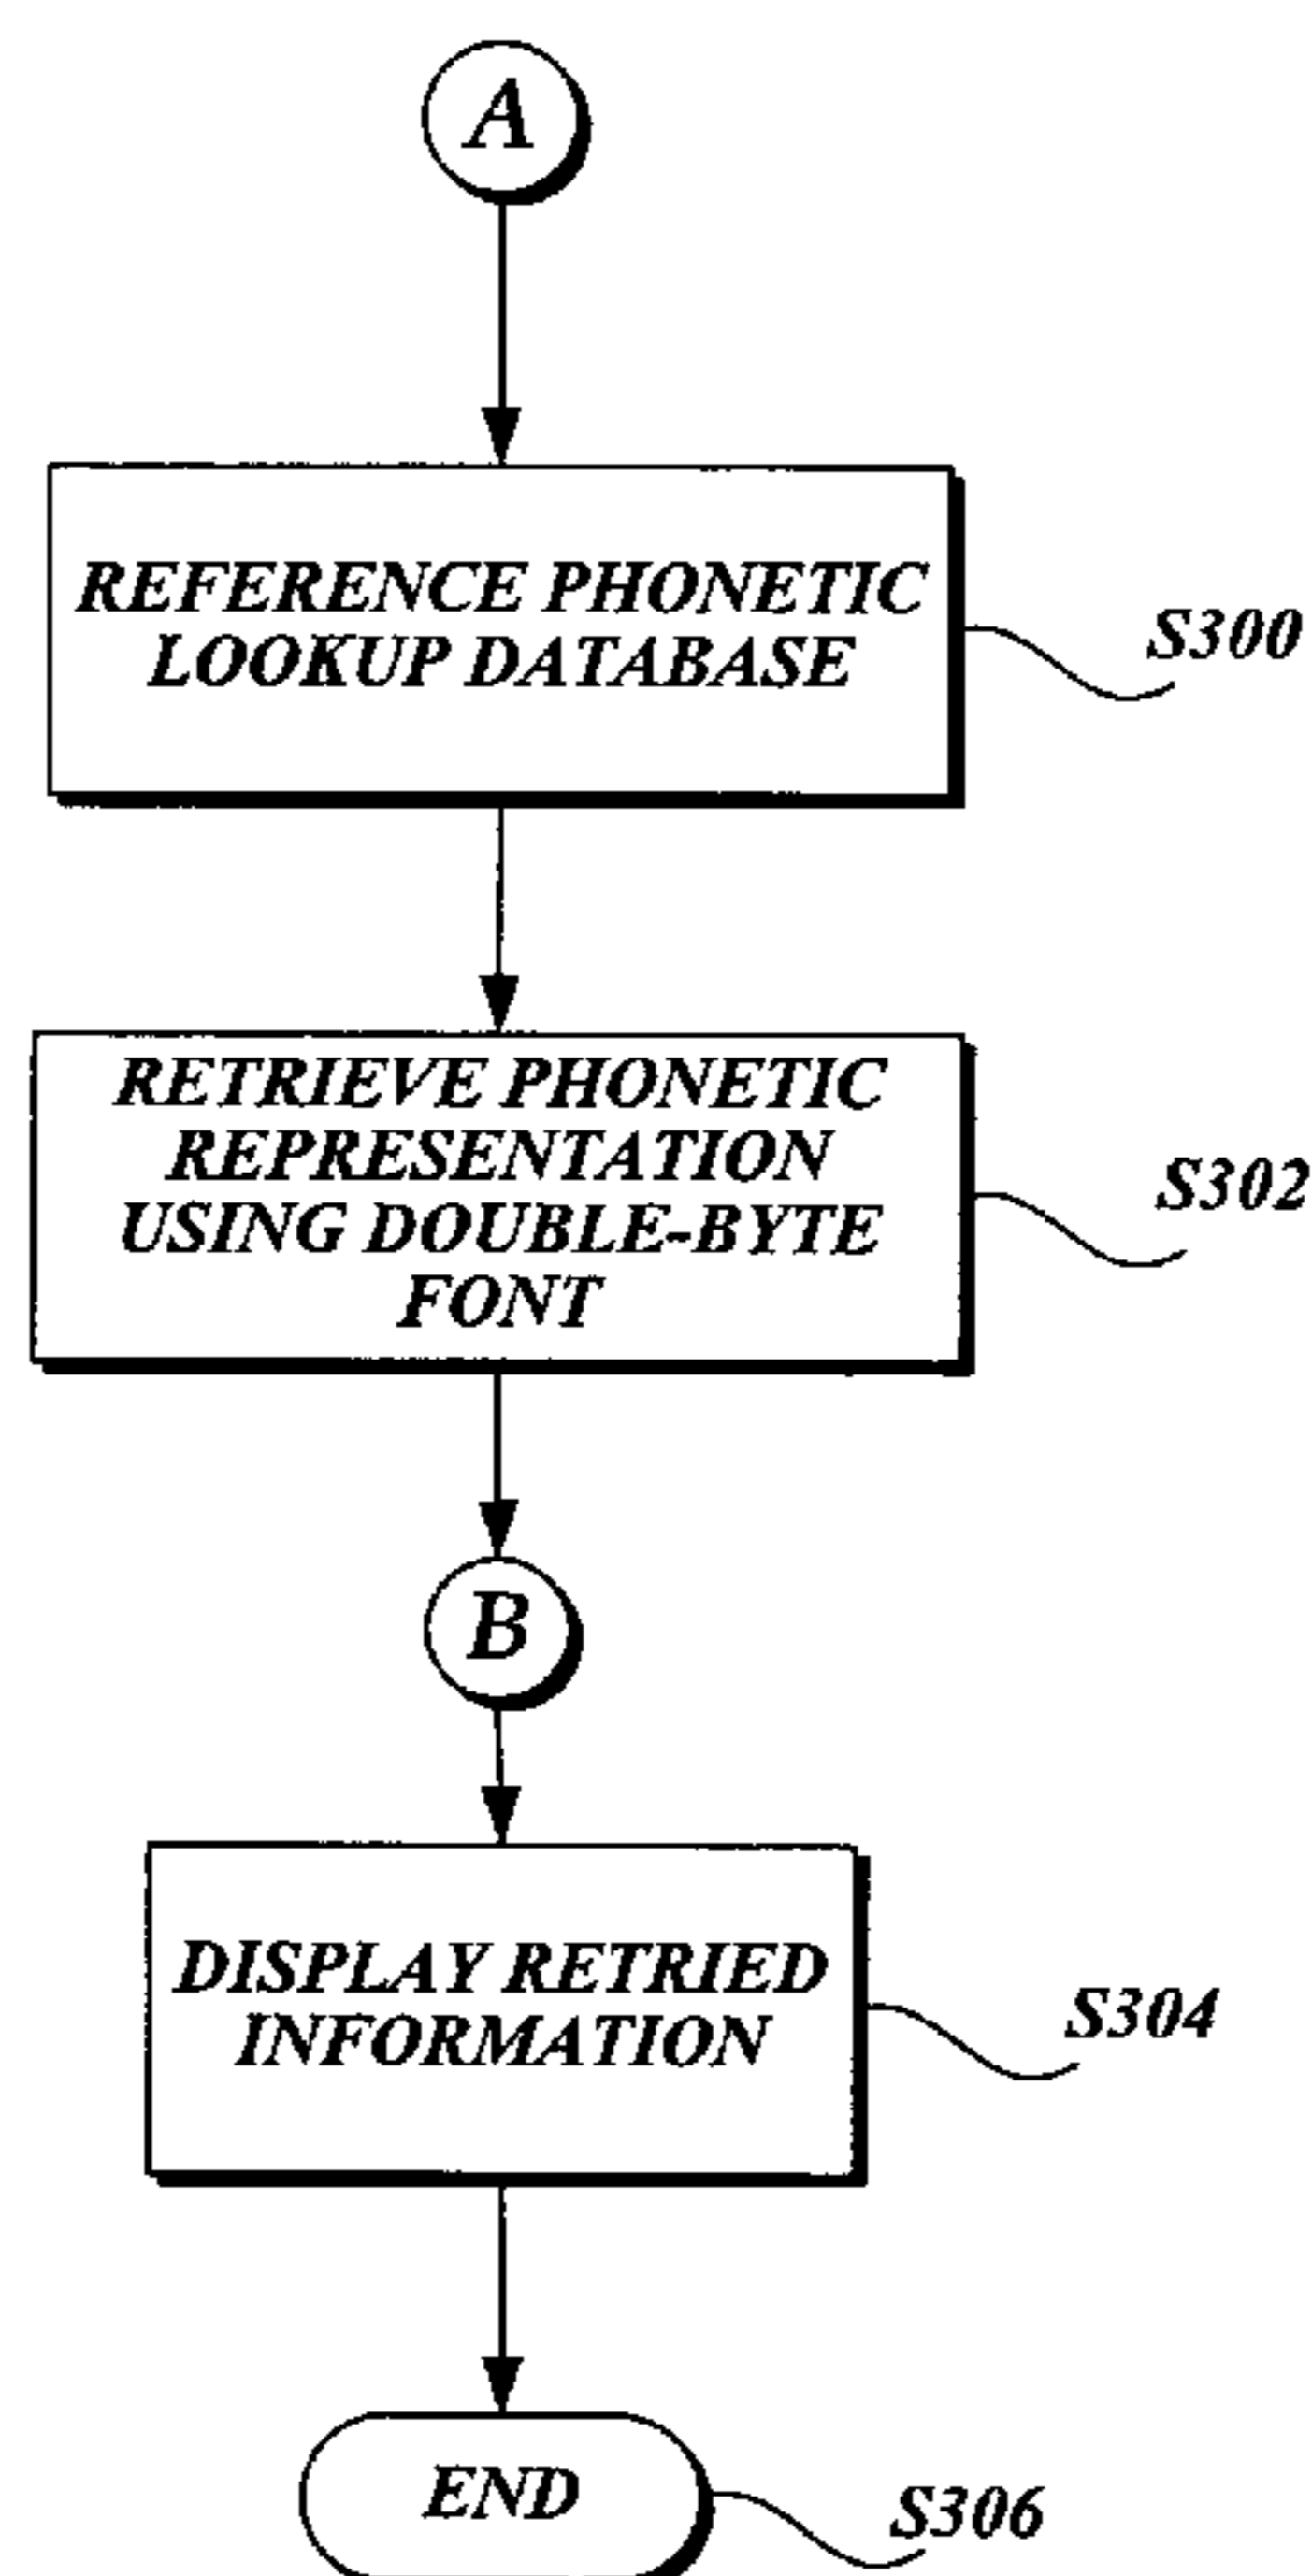 A
REFERENCE PHONETIC
LOOKUP DATABASE
S300
RETRIEVE PHONETIC
REPRESENTATION
USING DOUBLE-BYTE
FONT
S302
B
DISPLAY RETRIED
INFORMATION
S304
END
S306